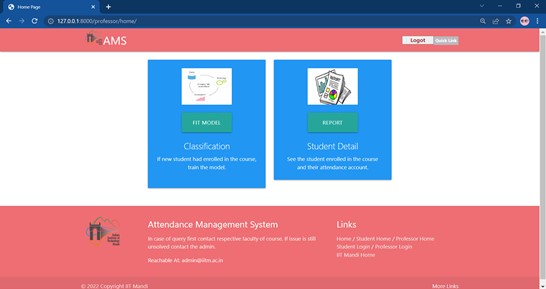 Home Page
127.0.0.1:8000/professor/home/
AMS
Logot
Quick Link
FIT MODEL
Classification
If new student had enrolled in the course,
train the model.
REPORT
Student Detail
See the student enrolled in the course
and their attendance account.
Attendance Management System
In case of query first contact respective faculty of course. If issue is still
unsolved contact the admin.
Reachable At: admin@iitm.ac.in
Links
Home / Student Home / Professor Home
Student Login / Professor Login
IIT Mandi Home
© 2022 Copyright IIT Mandi
More Links